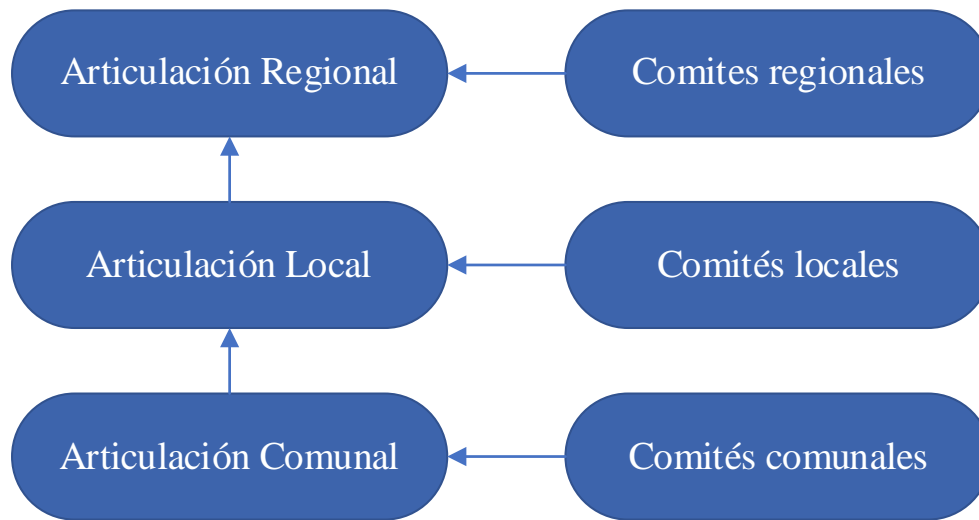 Articulación Regional
Comites regionales
Articulación Local
Comités locales
Articulación Comunal
Comités comunales